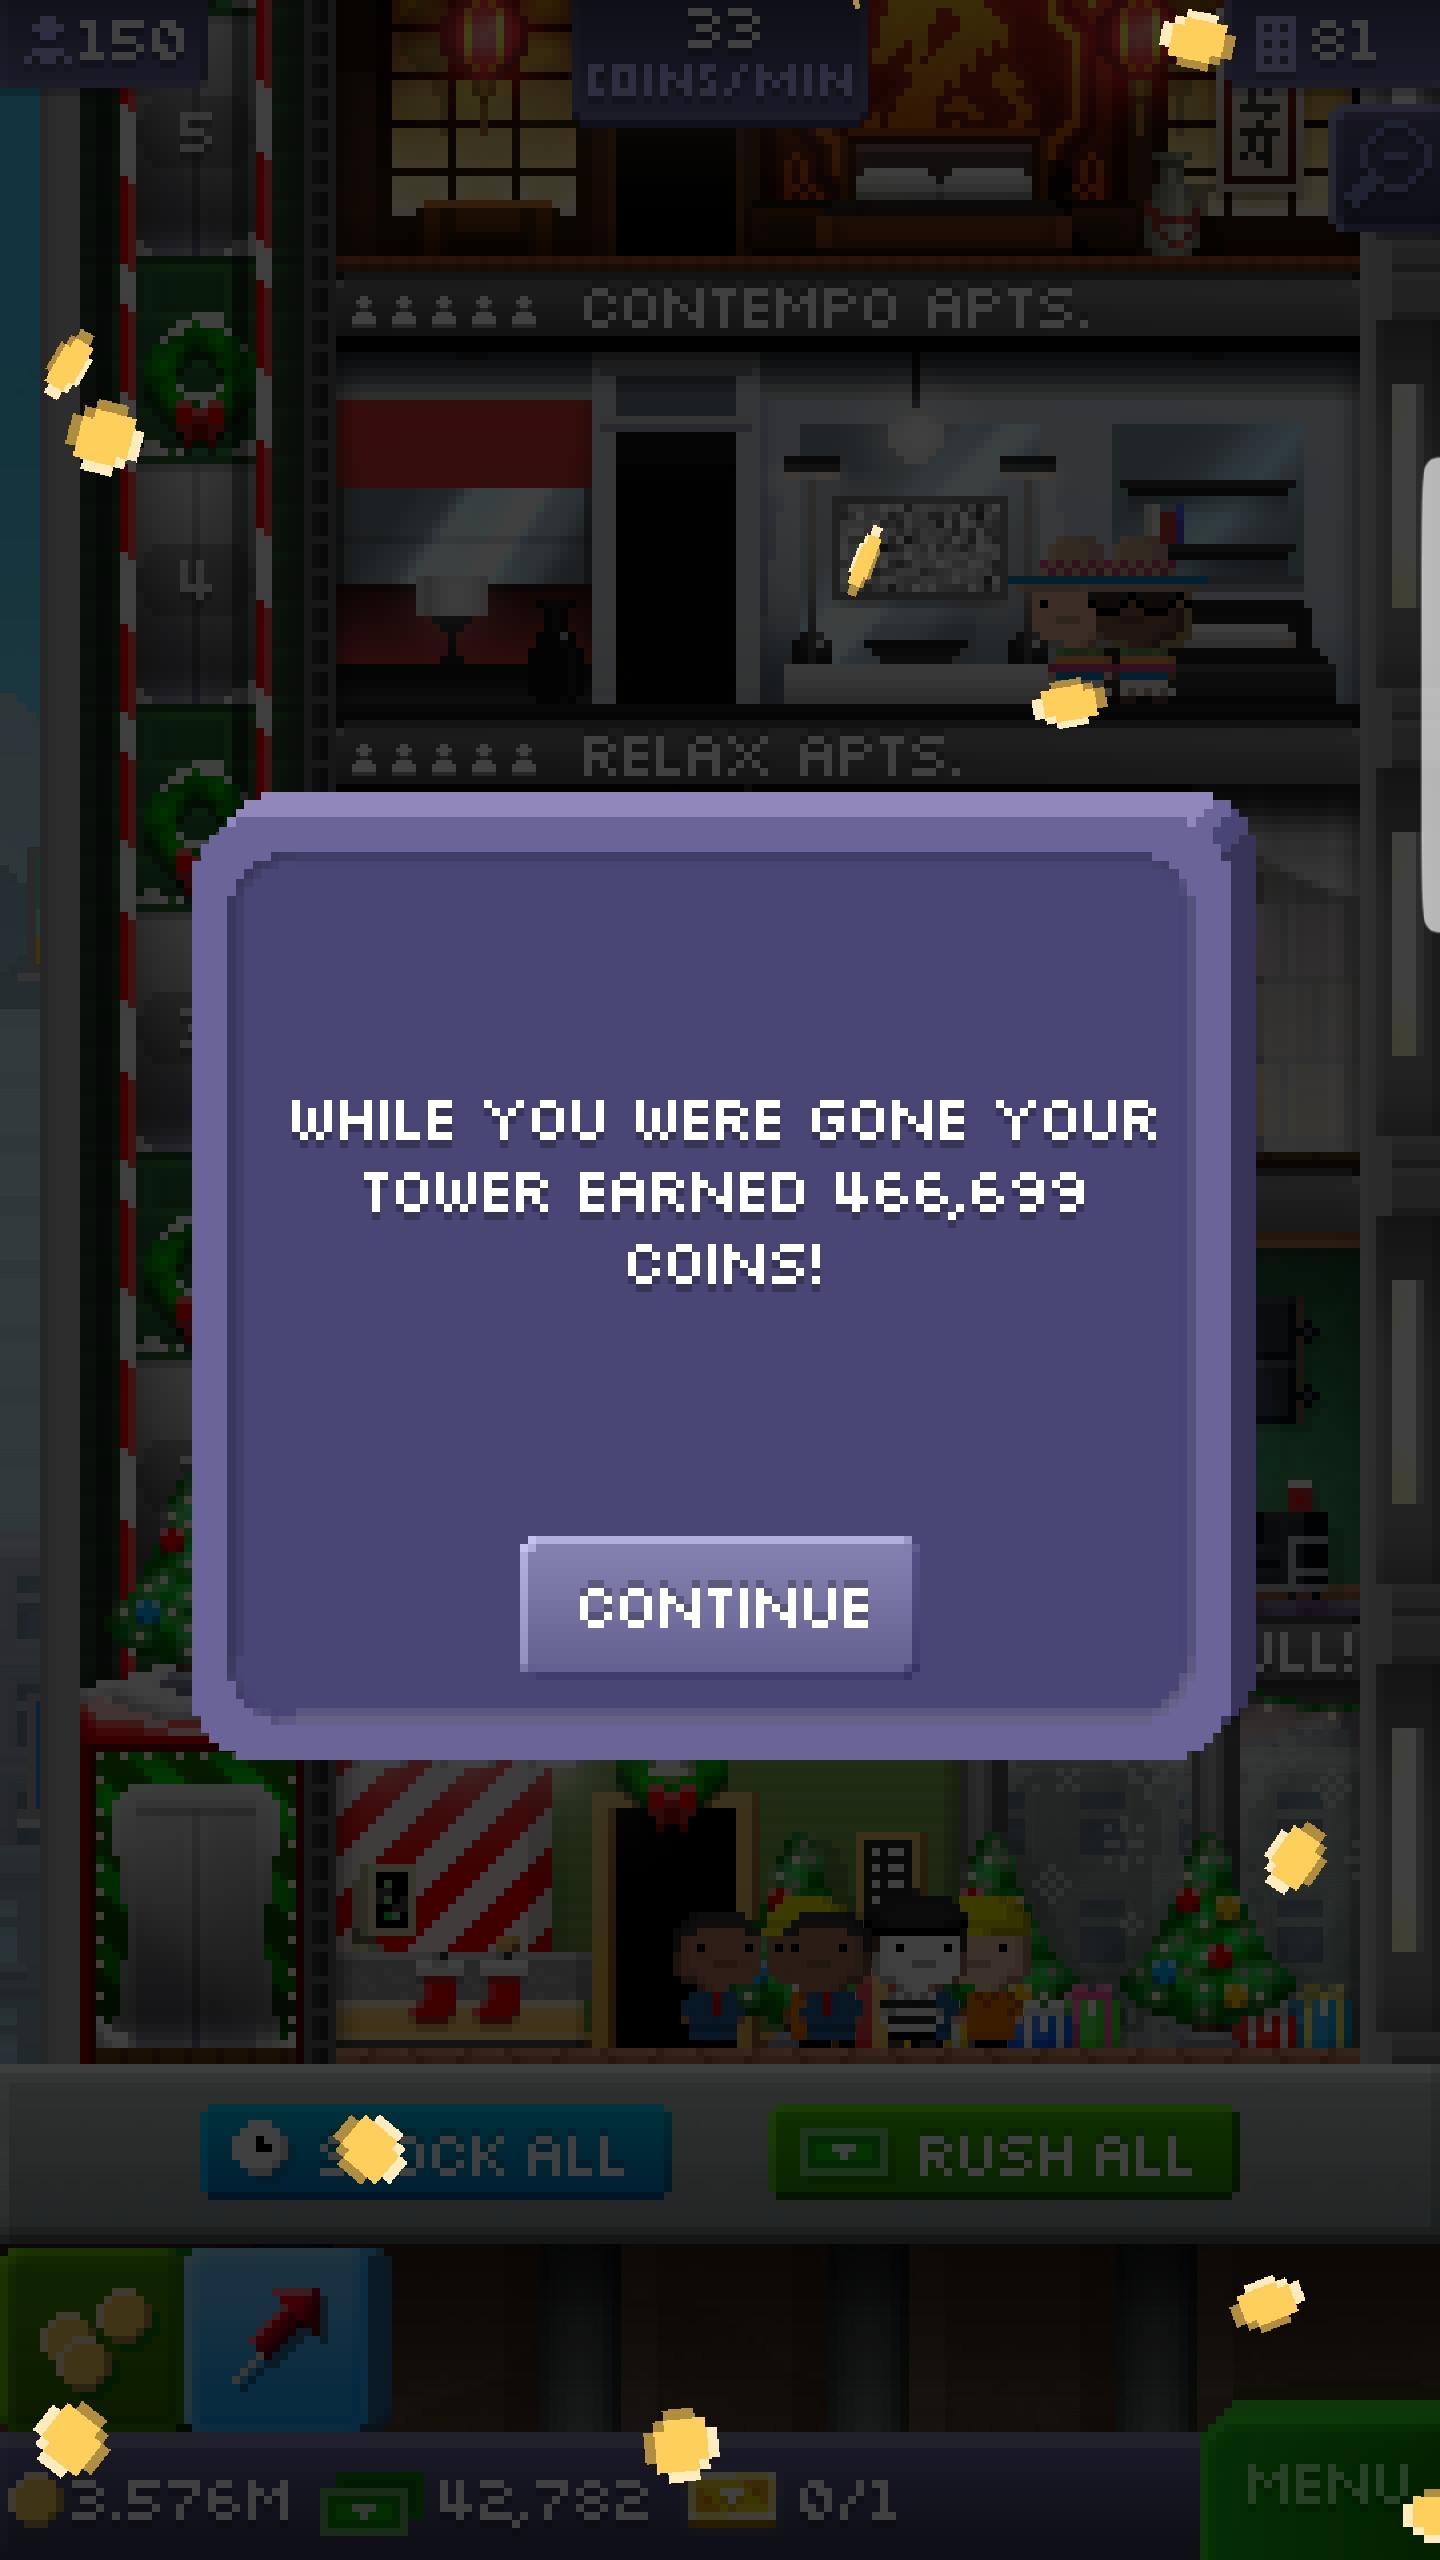 150
33
COINS/MIN
81
5
CONTEMPO APTS.
4
RELAX APTS.
WHILE YOU WERE GONE YOUR
TOWER EARNED 466,699
COINS!
CONTINUE
ALL
RUSH ALL
3.576M
42,782
0/1
MENU